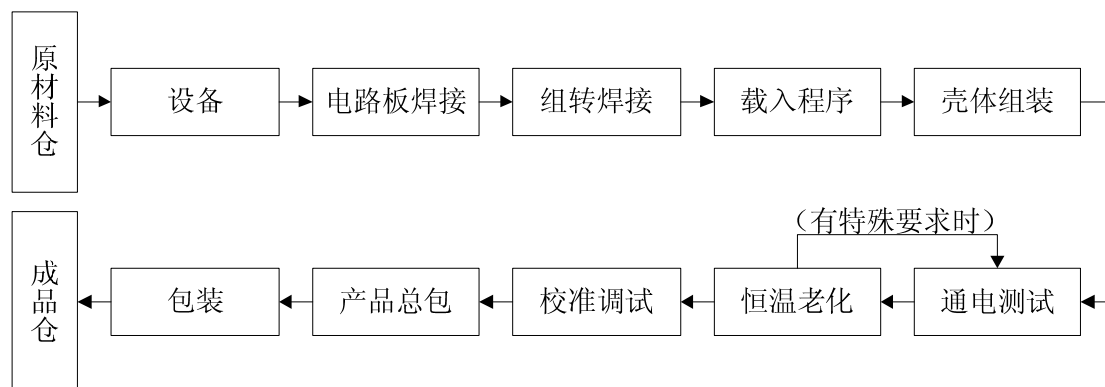 原材料仓
设备
电路板焊接
组转焊接
载入程序
壳体组装
(有特殊要求时)
成品仓
包装
产品总包
校准调试
恒温老化
通电测试